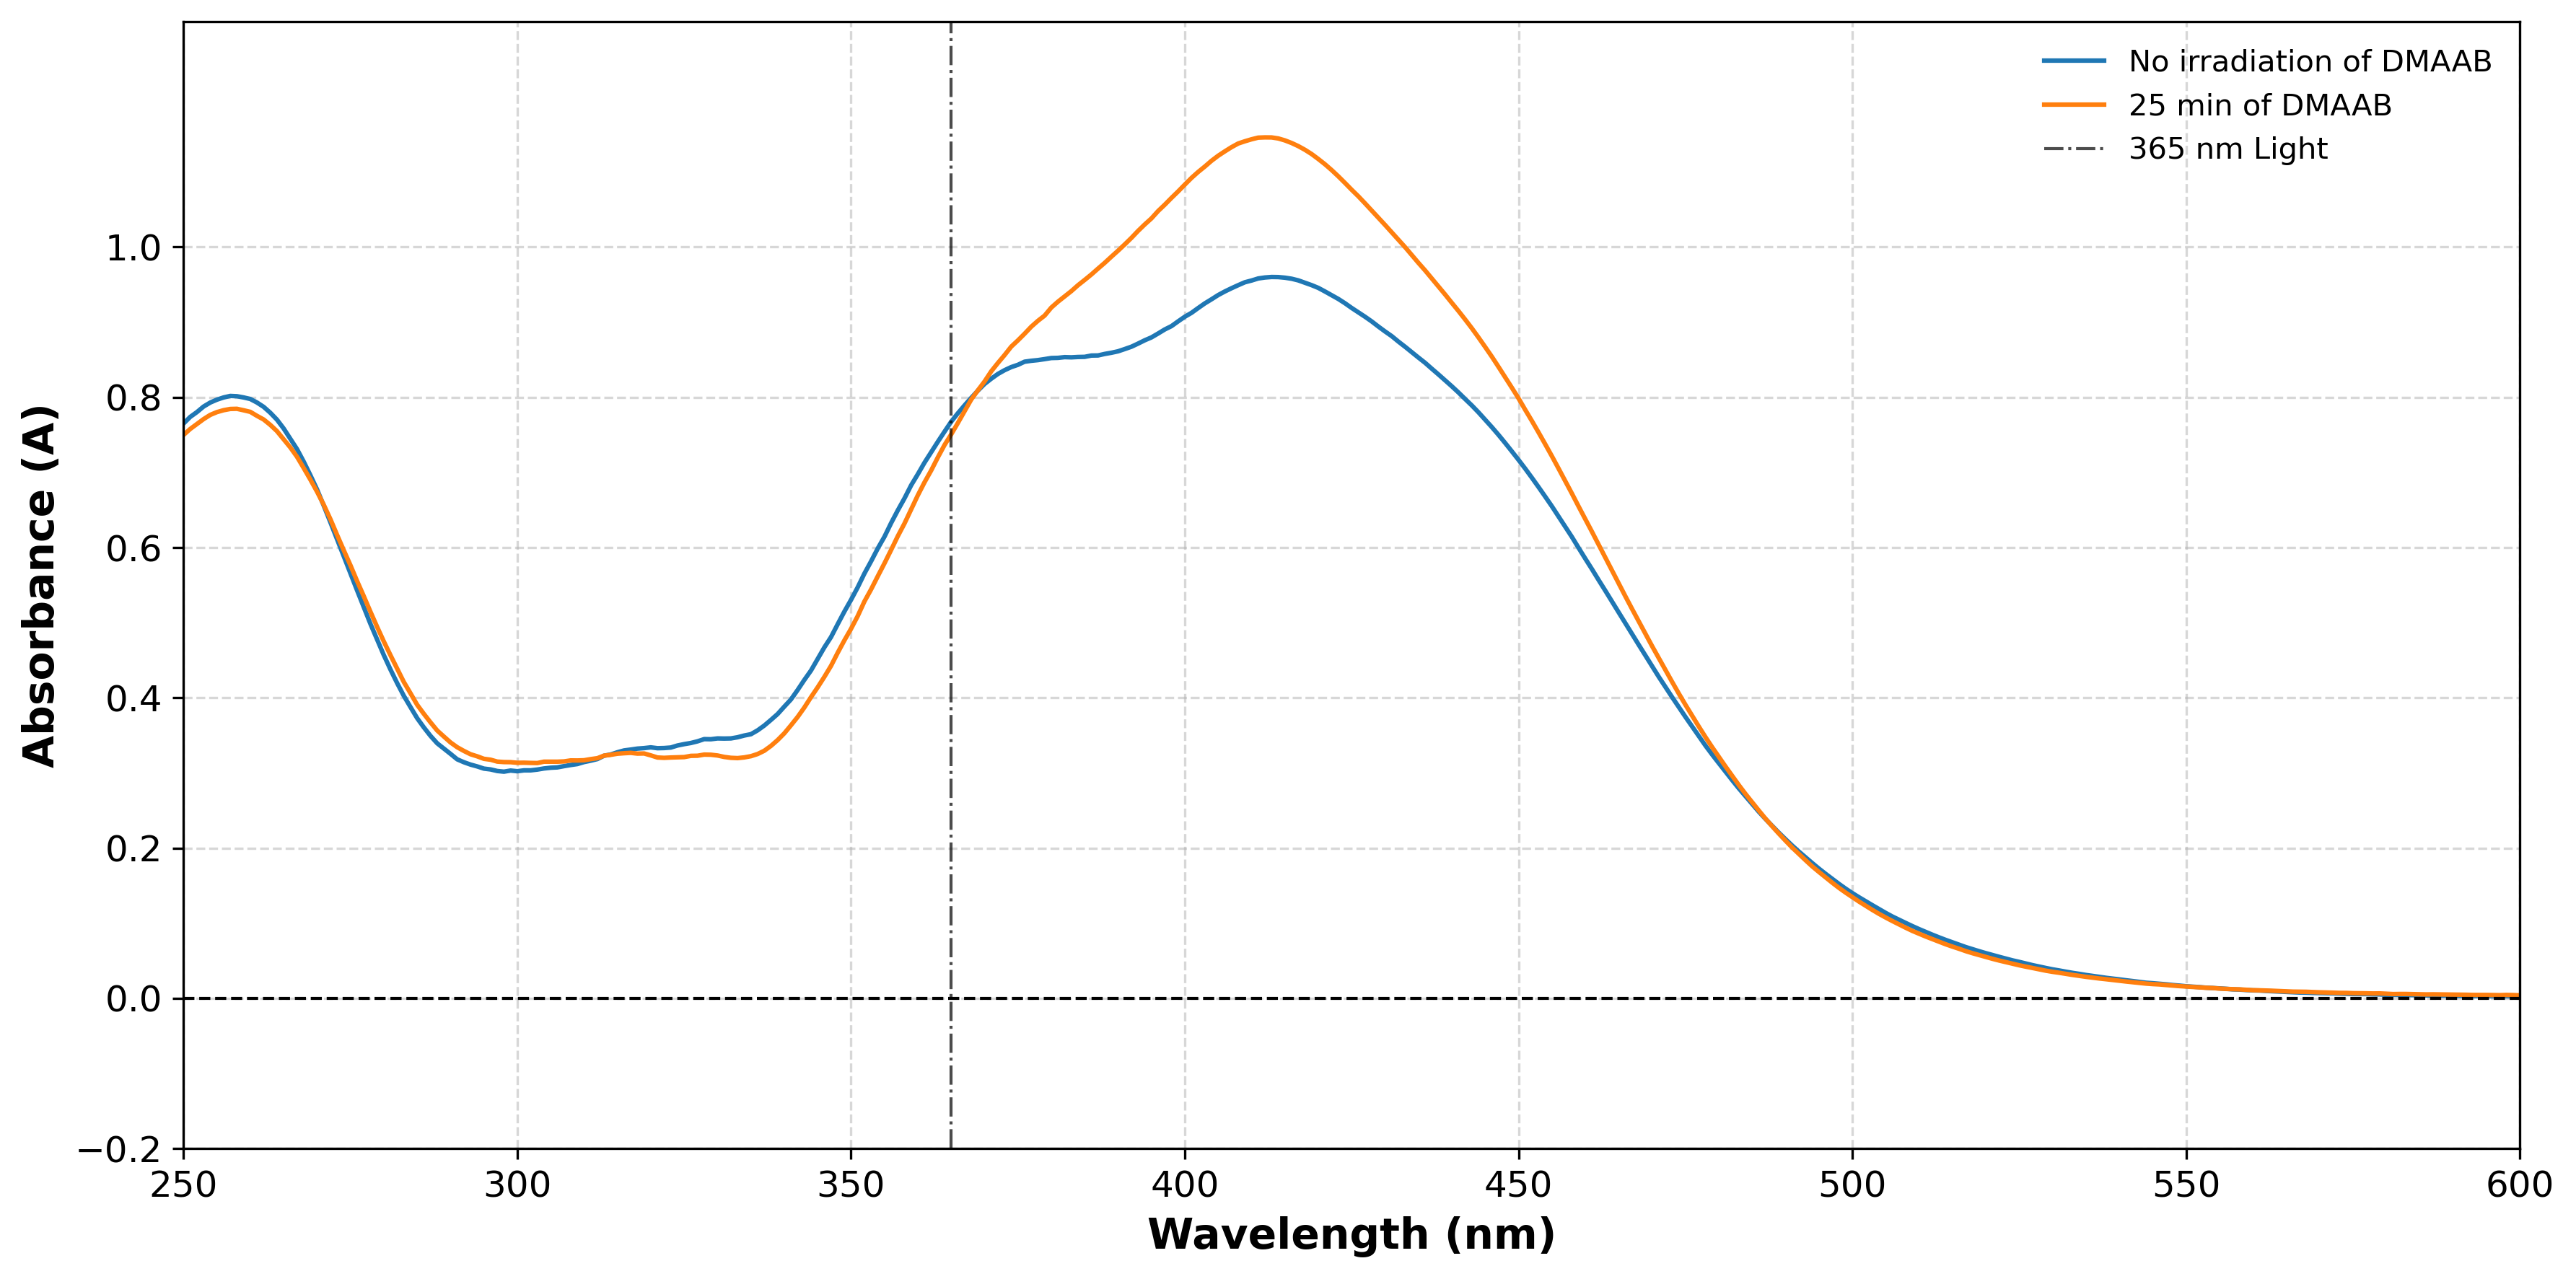 No irradiation of DMAAB
25 min of DMAAB
365 nm Light
Absorbance (A)
1.0
0.8
0.6
0.4
0.2
0.0
−0.2
250 300 350 400 450 500 550 600
Wavelength (nm)